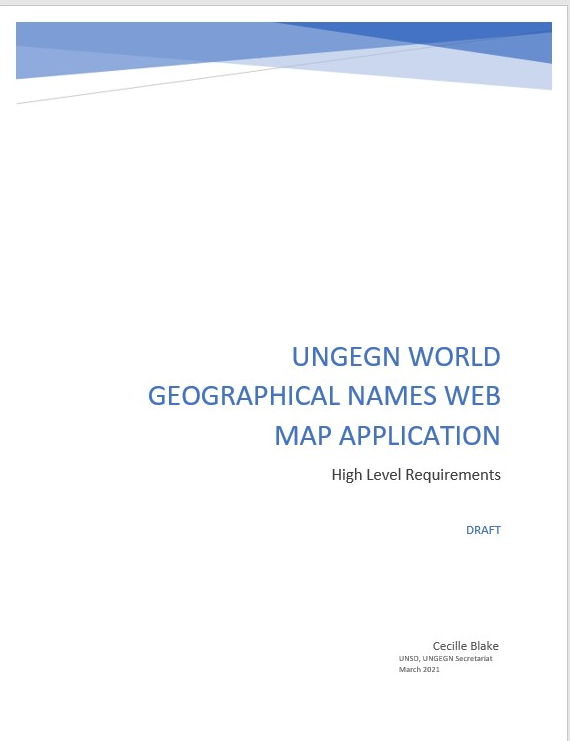 UNGEGN WORLD
GEOGRAPHICAL NAMES WEB
MAP APPLICATION
High Level Requirements
DRAFT
Cecille Blake
UNSD, UNGEGN Secretariat
March 2021